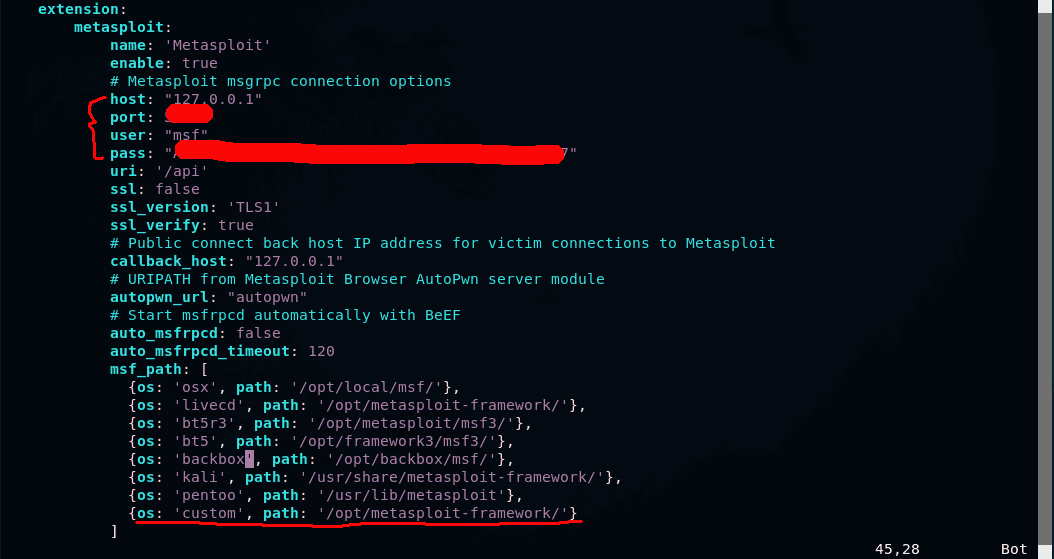 extension:
metasploit:
name: 'Metasploit'
enable: true
# Metasploit msgrpc connection options
host: "127.0.0.1"
port:
user: "msf"
pass: "
uri: '/api'
ssl: false
ssl_version: 'TLS1'
ssl_verify: true
# Public connect back host IP address for victim connections to Metasploit
callback_host: "127.0.0.1"
# URIPATH from Metasploit Browser AutoPwn server module
autopwn_url: "autopwn"
# Start msfrpcd automatically with BeEF
auto_msfrpcd: false
auto_msfrpcd_timeout: 120
msf_path: [
{os: 'osx', path: '/opt/local/msf/'},
{os: 'livecd', path: '/opt/metasploit-framework/'},
{os: 'bt5r3', path: '/opt/metasploit/msf3/'},
{os: 'bt5', path: '/opt/framework3/msf3/'},
{os: 'backbox', path: '/opt/backbox/msf/'},
{os: 'kali', path: '/usr/share/metasploit-framework/'},
{os: 'pentoo', path: '/usr/lib/metasploit'},
{os: 'custom', path: '/opt/metasploit-framework/'}
]
45,28 Bot